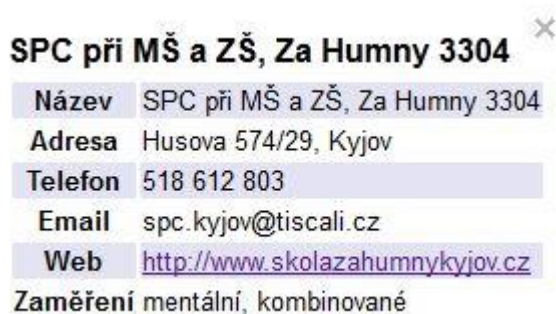 SPC při MŠ a ZŠ, Za Humny 3304
Název SPC při MŠ a ZŠ, Za Humny 3304
Adresa Husova 574/29, Kyjov
Telefon 518 612 803
Email spc.kyjov@tiscali.cz
Web http://www.skolazahumnykyjov.cz
Zaměření mentální, kombinované